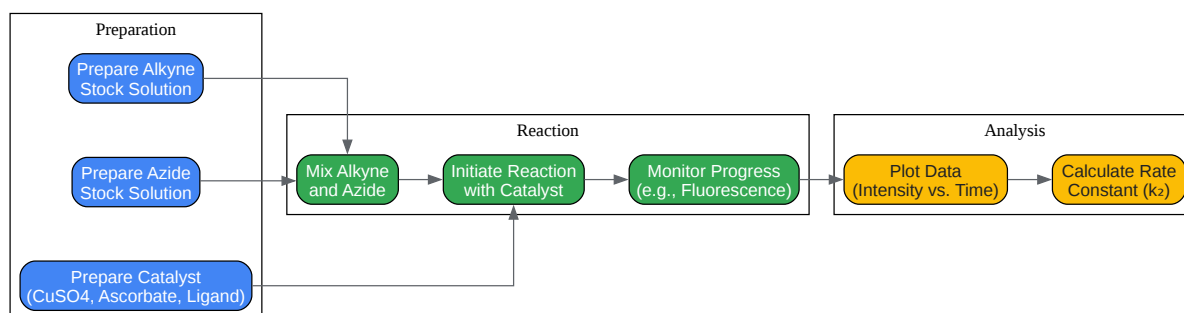 Preparation
Prepare Alkyne
Stock Solution
Prepare Azide
Stock Solution
Prepare Catalyst
(CuSO4, Ascorbate, Ligand)
Reaction
Mix Alkyne
and Azide
Initiate Reaction
with Catalyst
Monitor Progress
(e.g., Fluorescence)
Analysis
Plot Data
(Intensity vs. Time)
Calculate Rate
Constant (k₂)